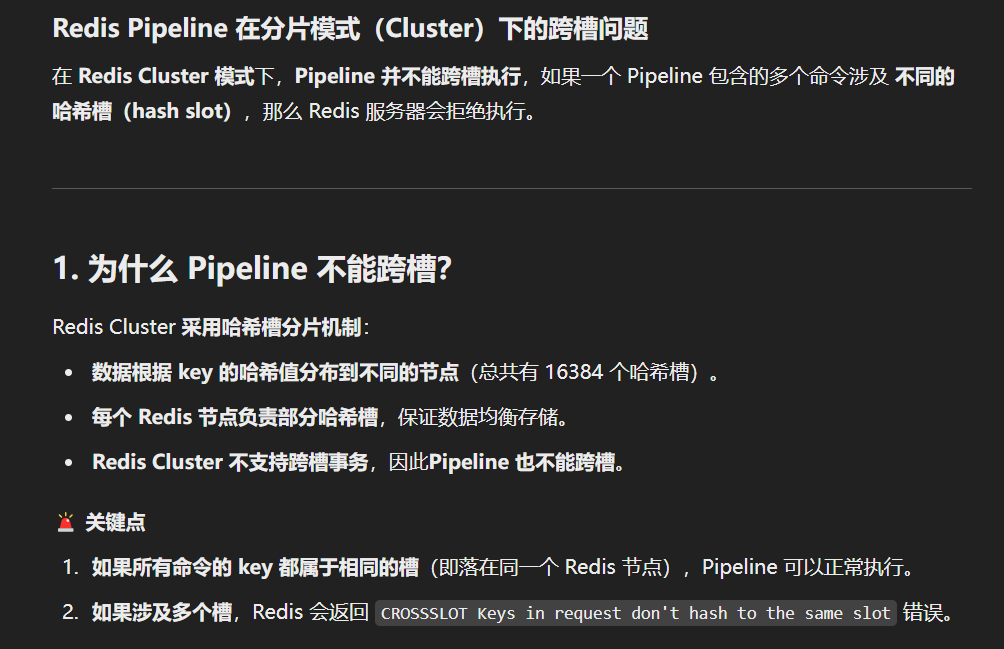 Redis Pipeline 在分片模式（Cluster）下的跨槽问题
在 Redis Cluster 模式下，Pipeline 并不能跨槽执行，如果一个 Pipeline 包含的多个命令涉及 不同的
哈希槽（hash slot），那么 Redis 服务器会拒绝执行。
1. 为什么 Pipeline 不能跨槽？
Redis Cluster 采用哈希槽分片机制：
• 数据根据 key 的哈希值分布到不同的节点（总共有 16384 个哈希槽）。
• 每个 Redis 节点负责部分哈希槽，保证数据均衡存储。
• Redis Cluster 不支持跨槽事务，因此Pipeline 也不能跨槽。
🚨 关键点
1. 如果所有命令的 key 都属于相同的槽（即落在同一个 Redis 节点），Pipeline 可以正常执行。
2. 如果涉及多个槽，Redis 会返回 CROSSSLOT Keys in request don't hash to the same slot 错误。